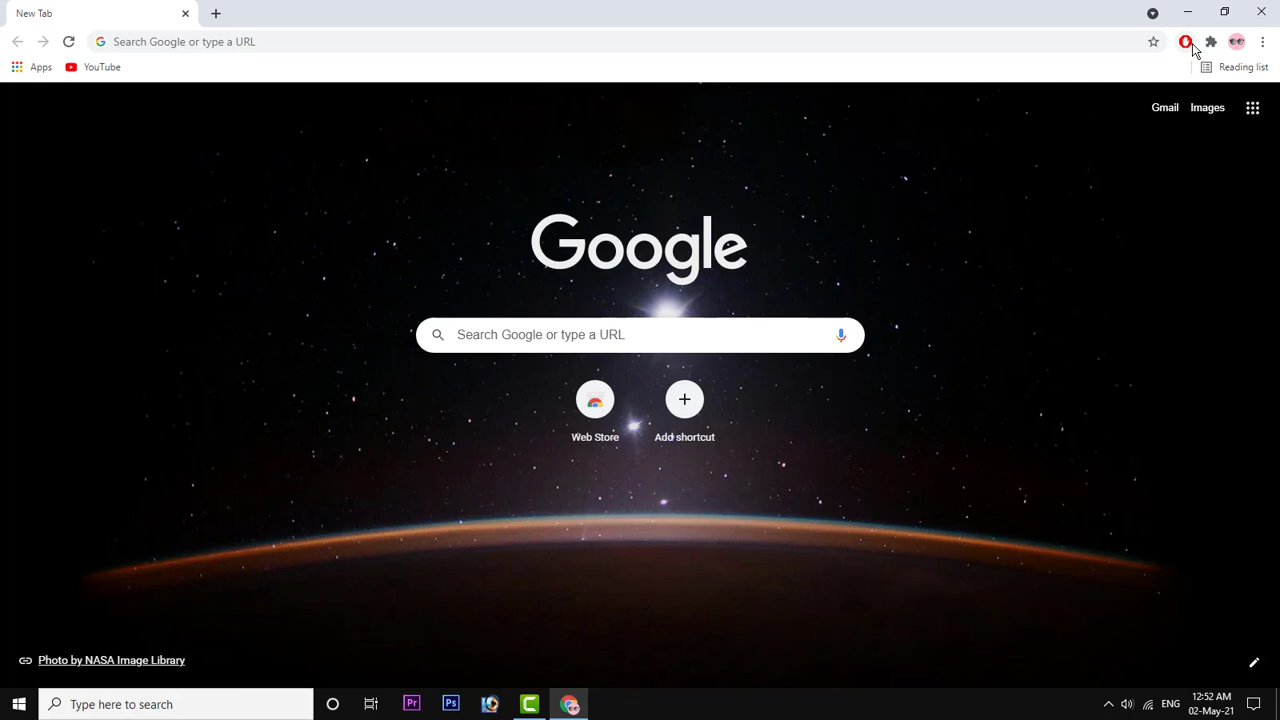 New Tab
Search Google or type a URL
Apps
YouTube
Reading list
Gmail
Images
Google
Search Google or type a URL
Web Store
Add shortcut
Photo by NASA Image Library
Type here to search
Pr
Ps
ENG
12:52 AM
02-May-21